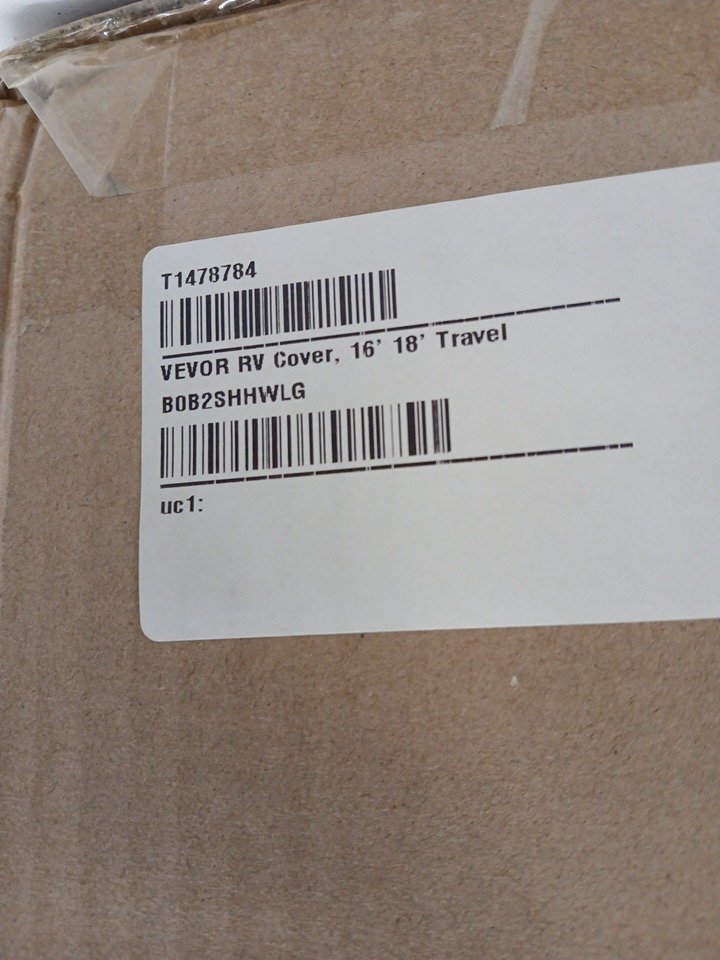 T1478784
VEVOR RV Cover, 16' 18' Travel
B0B2SHHWLG
uc1: